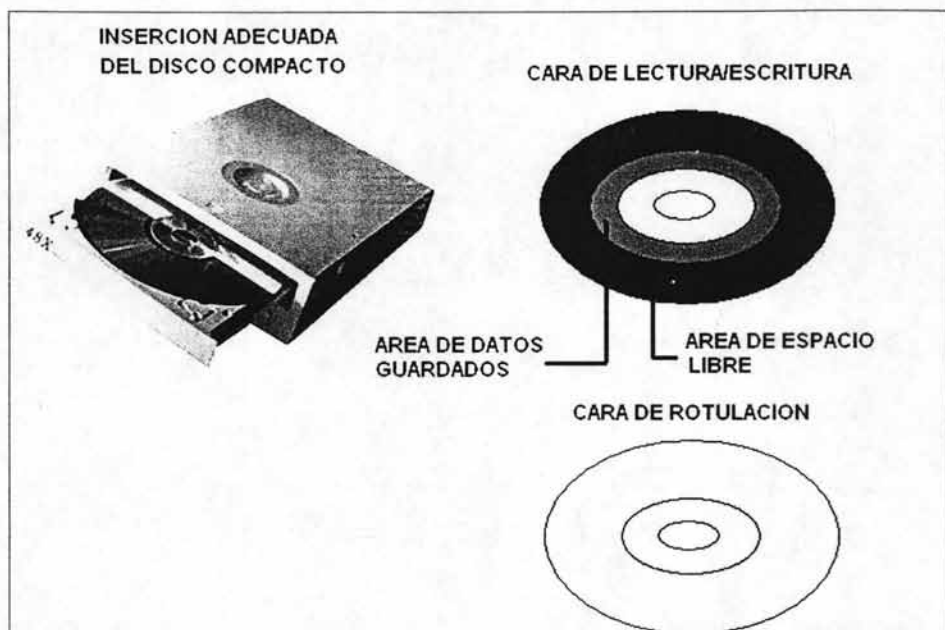 INSERCION ADECUADA
DEL DISCO COMPACTO
CARA DE LECTURA/ESCRITURA
48X
AREA DE DATOS
GUARDADOS
AREA DE ESPACIO
LIBRE
CARA DE ROTULACION